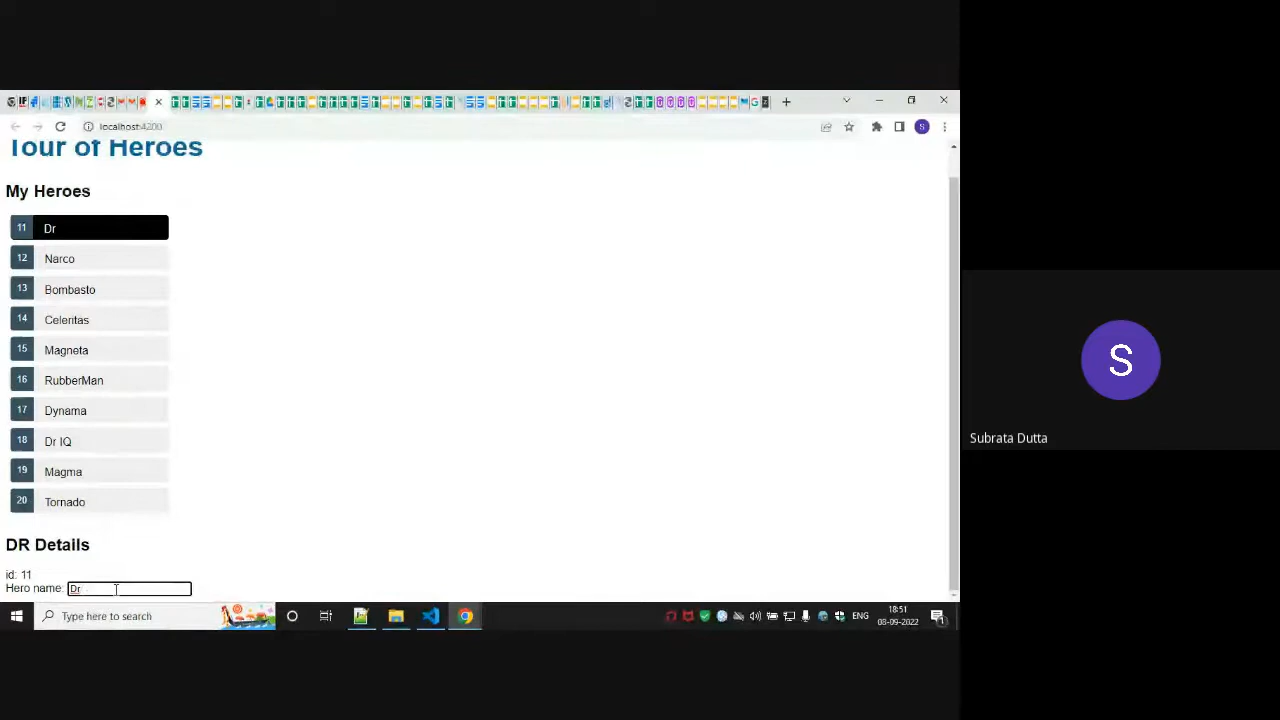 localhost:4200
Tour of Heroes
My Heroes
11 Dr
12 Narco
13 Bombasto
14 Celeritas
15 Magneta
16 RubberMan
17 Dynama
18 Dr IQ
19 Magma
20 Tornado
DR Details
id: 11
Hero name: Dr
Type here to search
ENG
18:51
08-09-2022
S
Subrata Dutta